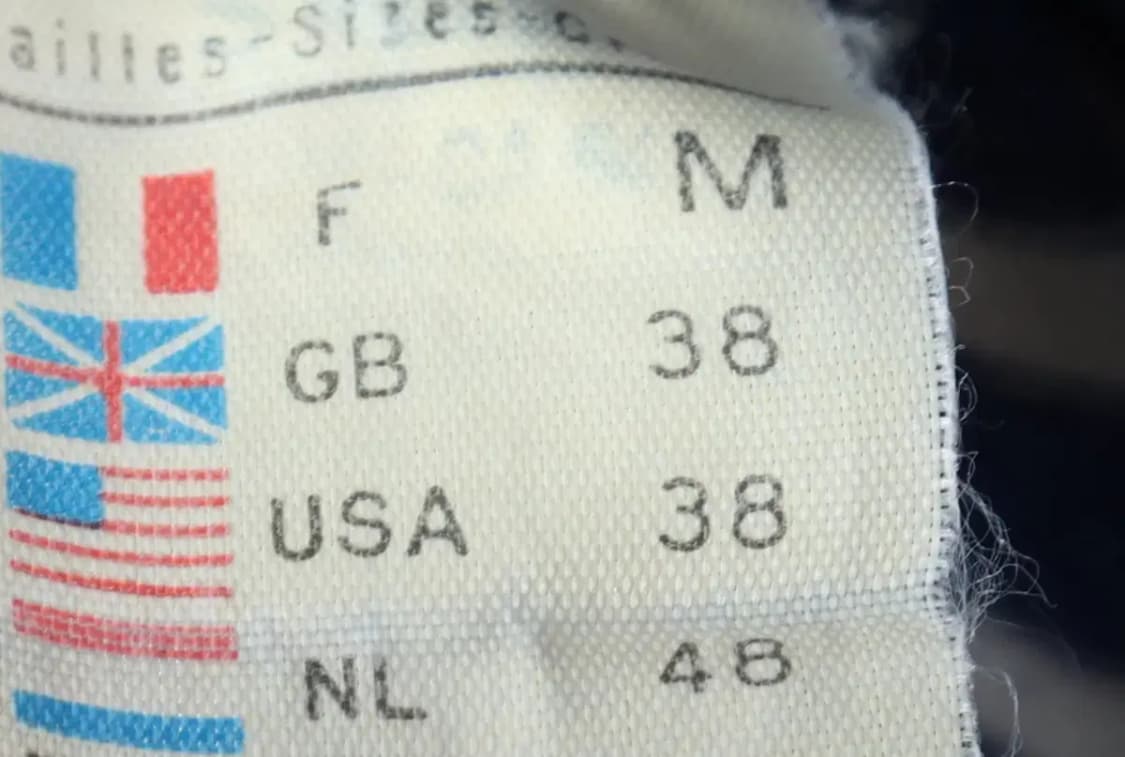 ailles-Sizes
F M
GB 38
USA 38
NL 48